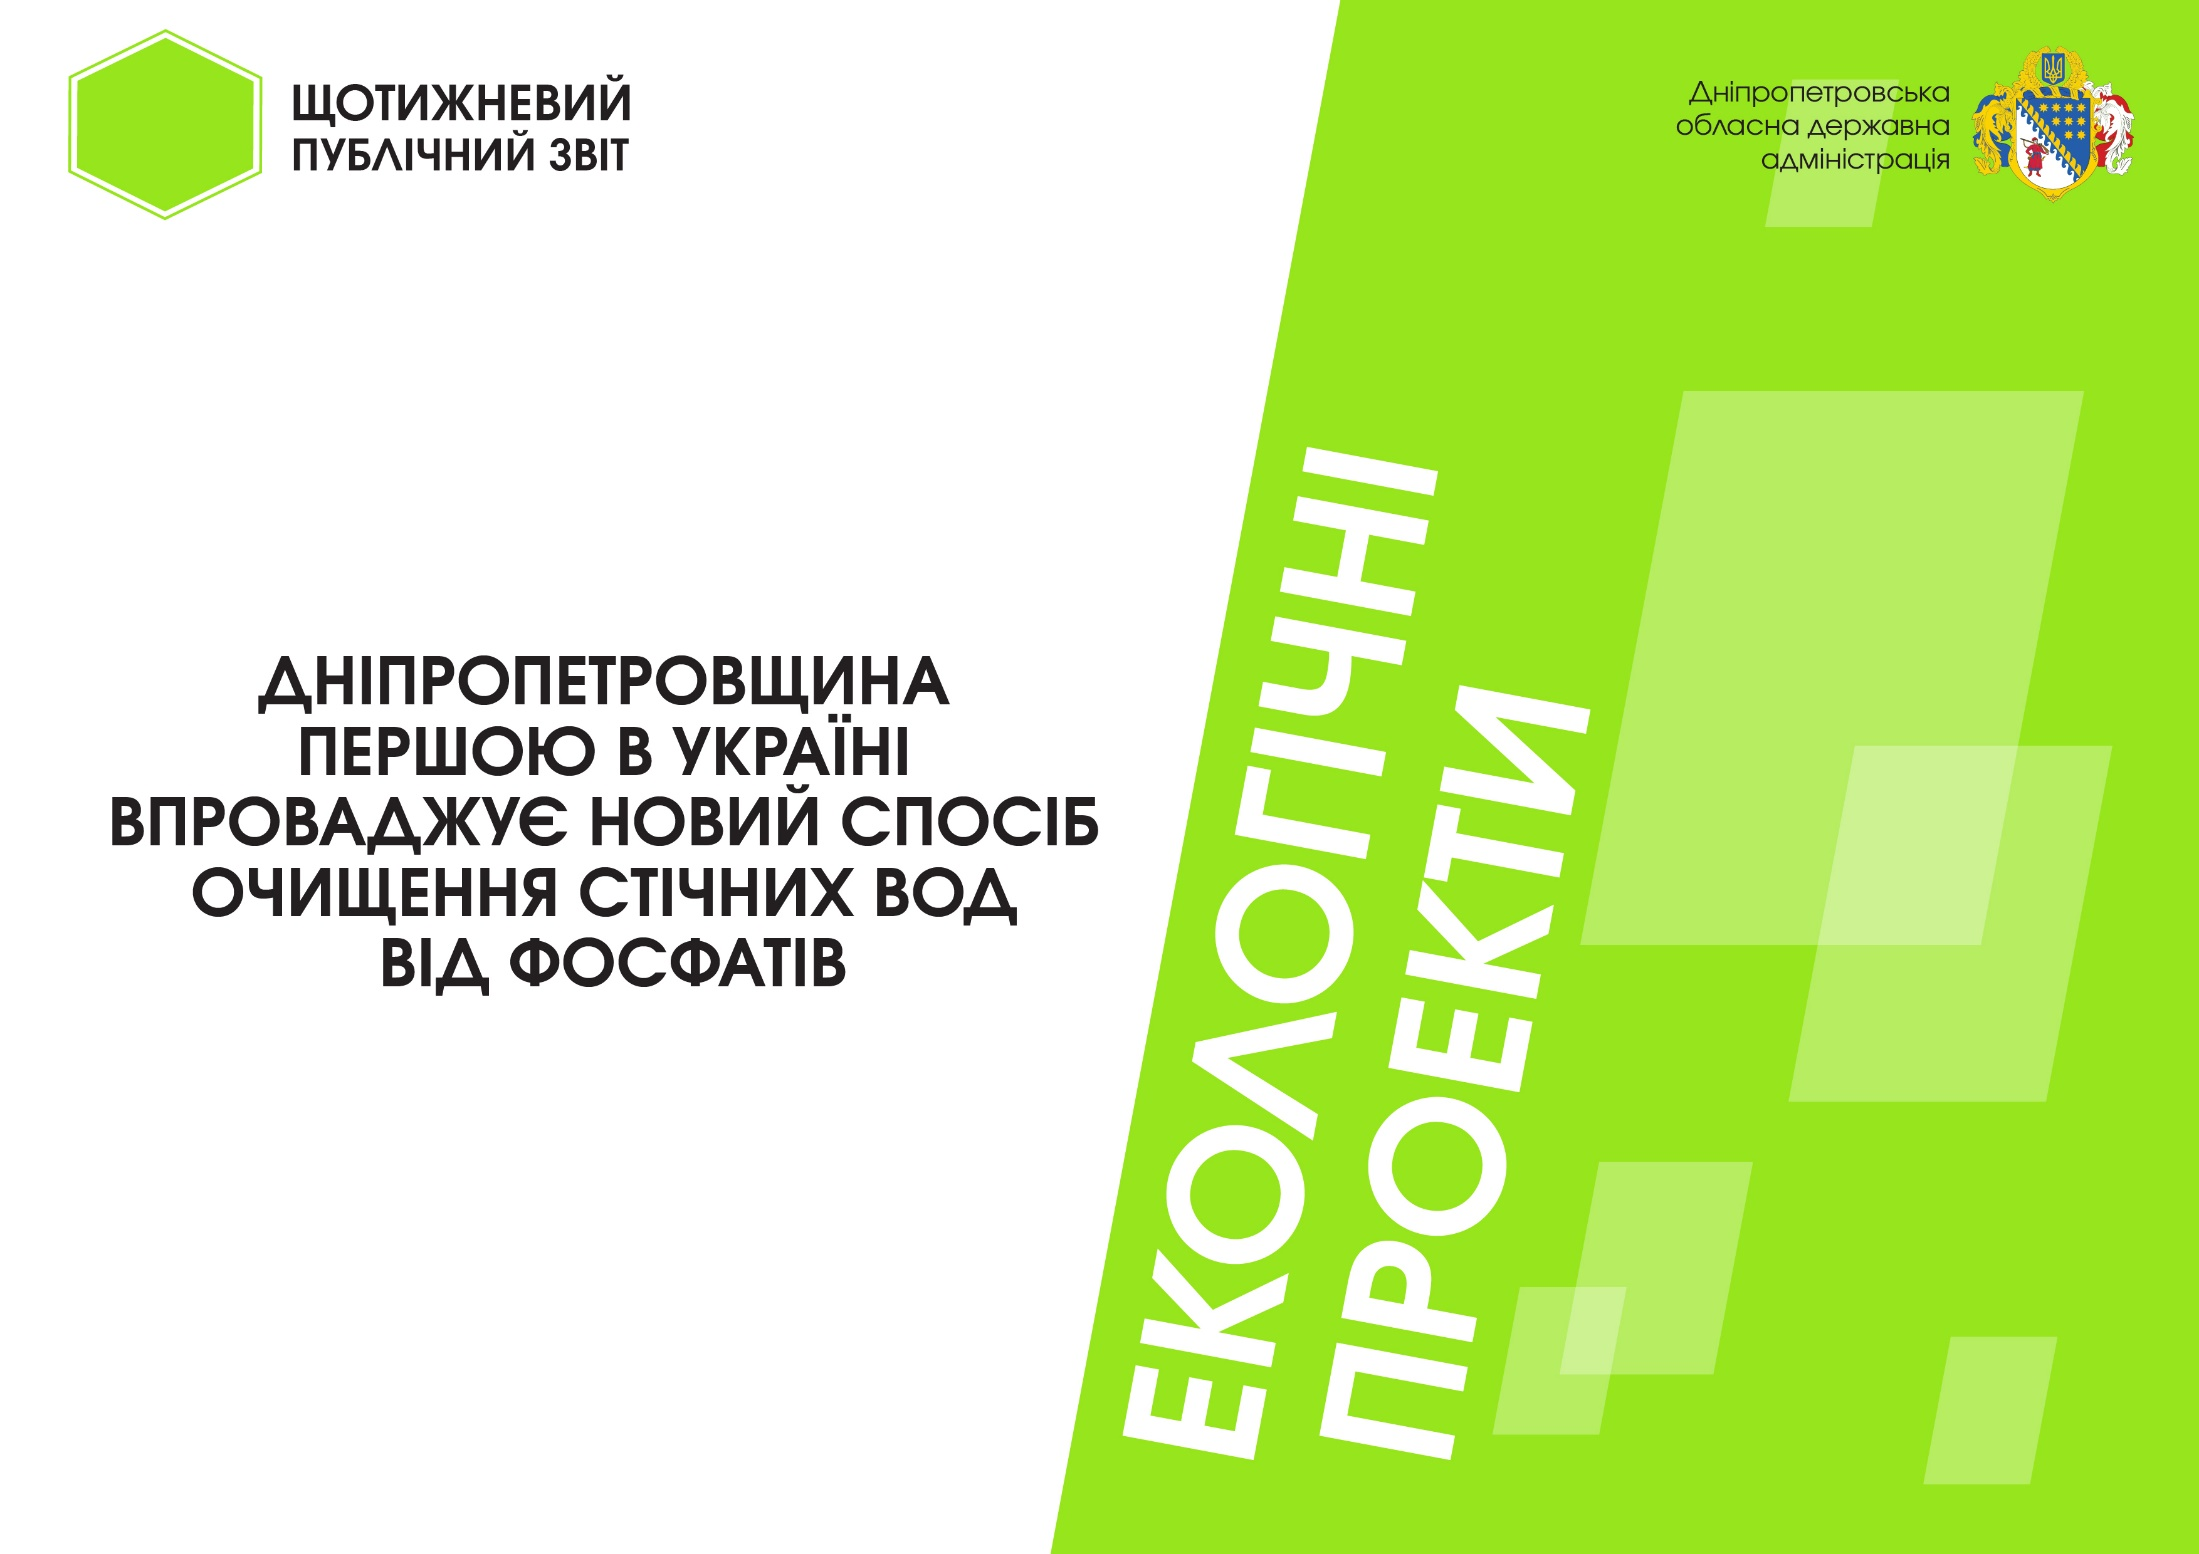 ЩОТИЖНЕВИЙ
ПУБЛІЧНИЙ ЗВІТ
Дніпропетровська
обласна державна
адміністрація
ДНІПРОПЕТРОВЩИНА
ПЕРШОЮ В УКРАЇНІ
ВПРОВАДЖУЄ НОВИЙ СПОСІБ
ОЧИЩЕННЯ СТІЧНИХ ВОД
ВІД ФОСФАТІВ
ЕКОЛОГІЧНІ
ПРОЕКТИ